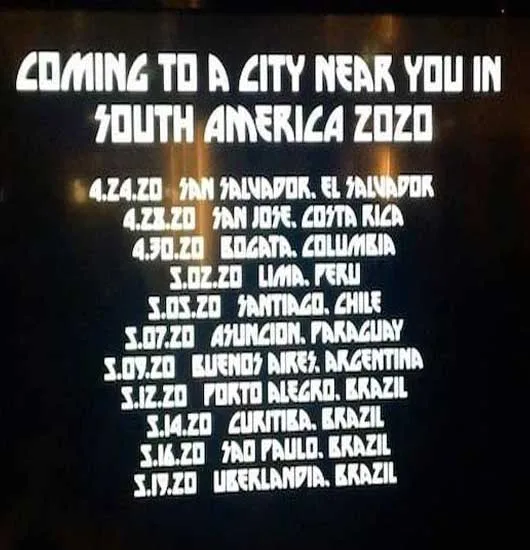 COMING TO A CITY NEAR YOU IN
SOUTH AMERICA 2020
4.24.20 SAN SALVADOR, EL SALVADOR
4.28.20 SAN JOSE, COSTA RICA
4.30.20 BOGATA, COLUMBIA
5.02.20 LIMA, PERU
5.05.20 SANTIAGO, CHILE
5.07.20 ASUNCION, PARAGUAY
5.09.20 BUENOS AIRES, ARGENTINA
5.12.20 PORTO ALEGRO, BRAZIL
5.14.20 CURITIBA, BRAZIL
5.16.20 SAO PAULO, BRAZIL
5.19.20 UBERLANDIA, BRAZIL